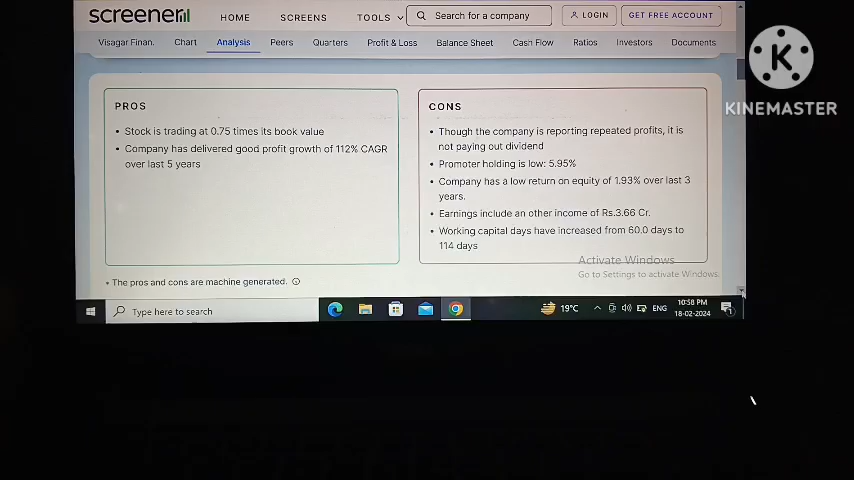 screener
HOME
SCREENS
TOOLS
Search for a company
LOGIN
GET FREE ACCOUNT
Visagar Finan.
Chart
Analysis
Peers
Quarters
Profit & Loss
Balance Sheet
Cash Flow
Ratios
Investors
Documents
PROS
Stock is trading at 0.75 times its book value
Company has delivered good profit growth of 112% CAGR
over last 5 years
CONS
Though the company is reporting repeated profits, it is
not paying out dividend
Promoter holding is low: 5.95%
Company has a low return on equity of 1.93% over last 3
years.
Earnings include an other income of Rs.3.66 Cr.
Working capital days have increased from 60.0 days to
114 days
* The pros and cons are machine generated.
Activate Windows
Go to Settings to activate Windows.
Type here to search
19°C
ENG
10:58 PM
18-02-2024
1
K
KINEMASTER